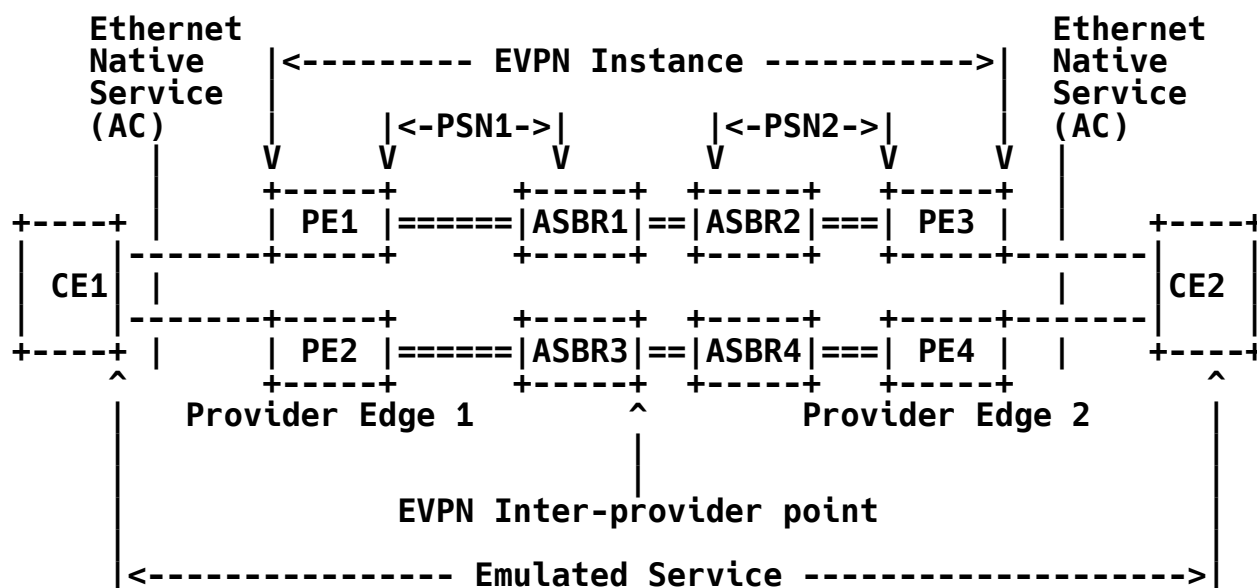 Ethernet Ethernet
Native |<--------- EVPN Instance ----------->| Native
Service Service
(AC) |<-PSN1->| |<-PSN2->| (AC)
V V V V V V
PE1 ASBR1 ASBR2 PE3
CE1 CE2
PE2 ASBR3 ASBR4 PE4
Provider Edge 1 ^ Provider Edge 2
EVPN Inter-provider point
|<---------------- Emulated Service -------------------->|